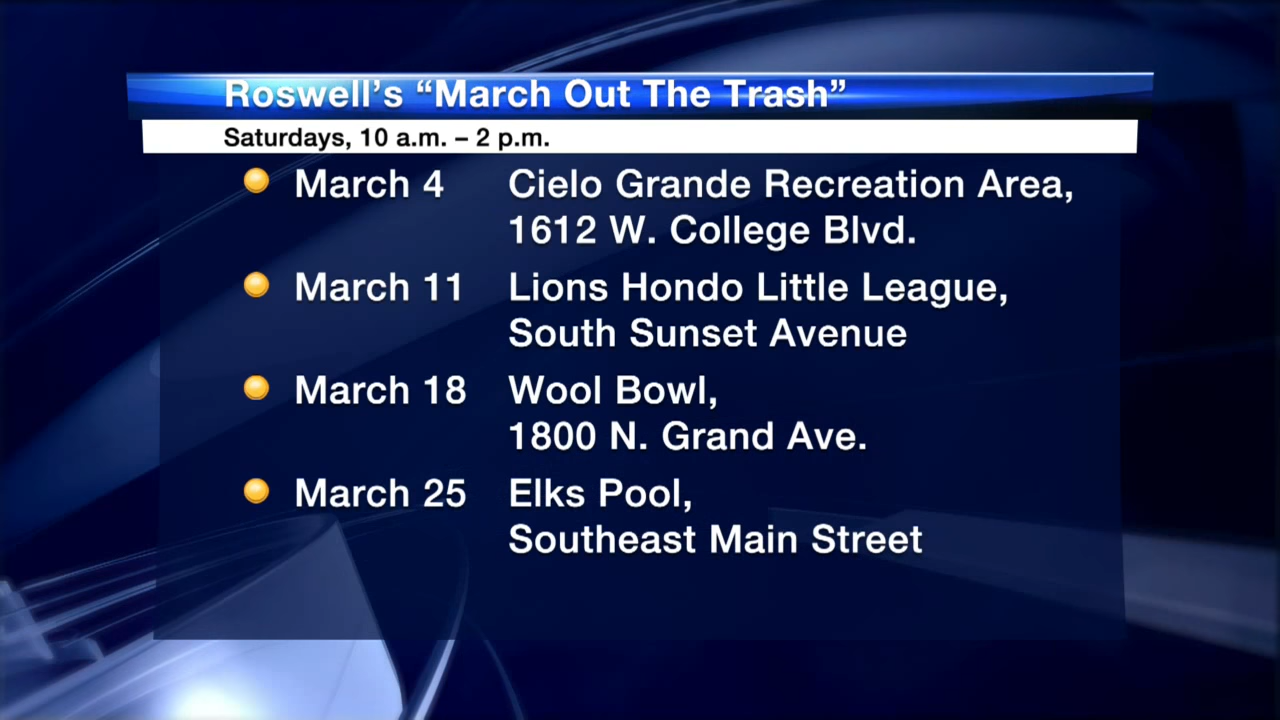 Roswell's “March Out The Trash”
Saturdays, 10 a.m. – 2 p.m.
March 4 Cielo Grande Recreation Area,
1612 W. College Blvd.
March 11 Lions Hondo Little League,
South Sunset Avenue
March 18 Wool Bowl,
1800 N. Grand Ave.
March 25 Elks Pool,
Southeast Main Street